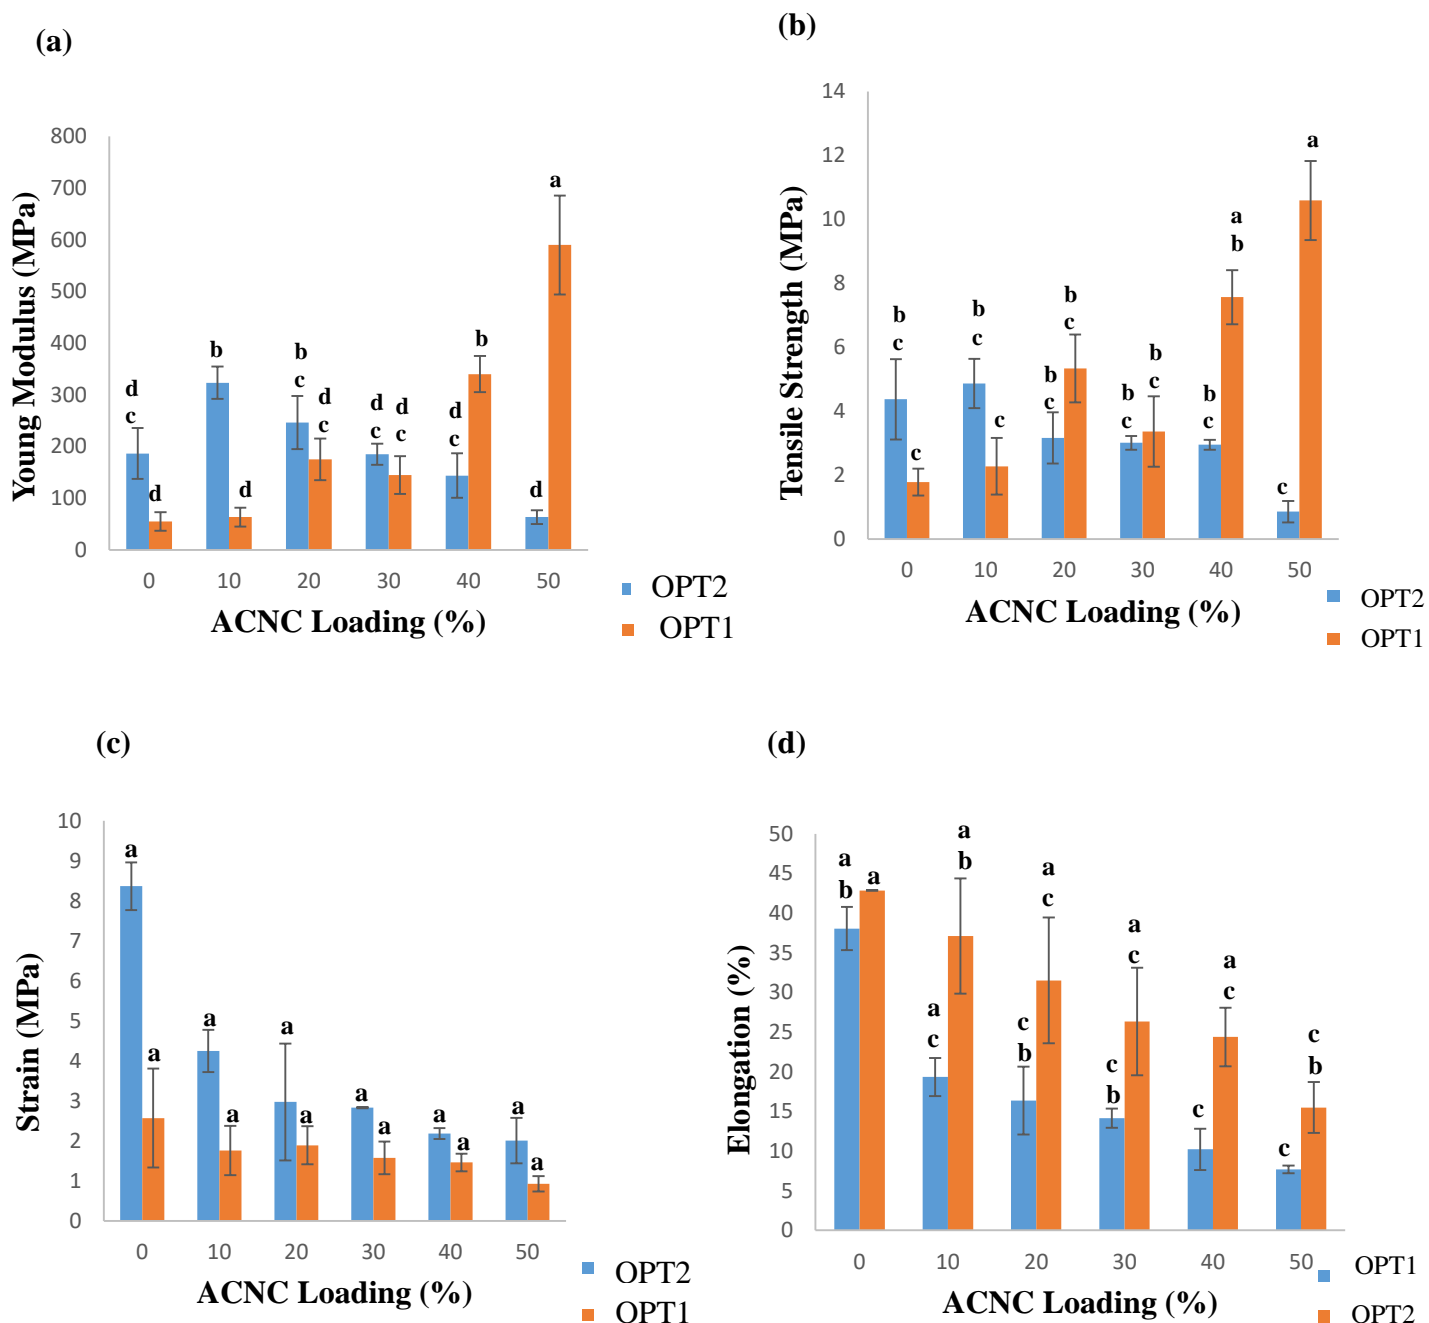 (a)
800
700
600
500
400
300
200
100
0
Young Modulus (MPa)
d
c
d
b
d
b
c
d
c
d
c
d
c
d
c
b
d
a
0 10 20 30 40 50
ACNC Loading (%)
OPT2
OPT1
(b)
14
12
10
8
6
4
2
0
Tensile Strength (MPa)
b
c
c
b
c
c
b
c
b
c
b
c
b
c
b
c
a
b
c
a
0 10 20 30 40 50
ACNC Loading (%)
OPT2
OPT1
(c)
10
9
8
7
6
5
4
3
2
1
0
Strain (MPa)
a
a
a
a
a
a
a
a
a
a
a
a
0 10 20 30 40 50
ACNC Loading (%)
OPT2
OPT1
(d)
50
45
40
35
30
25
20
15
10
5
0
Elongation (%)
a
b
a
a
c
a
b
c
b
a
c
c
b
a
c
c
a
c
c
c
b
0 10 20 30 40 50
ACNC Loading (%)
OPT1
OPT2